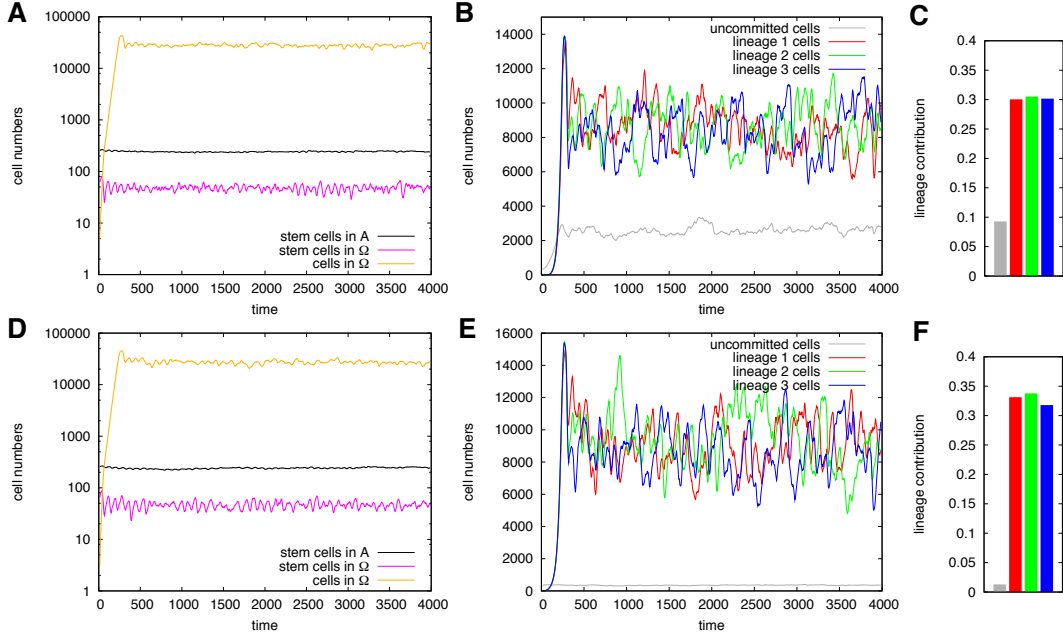 A
100000
10000
1000
100
10
1
cell numbers
0 500 1000 1500 2000 2500 3000 3500 4000
time
stem cells in A
stem cells in Ω
cells in Ω
B
14000
12000
10000
8000
6000
4000
2000
0
cell numbers
0 500 1000 1500 2000 2500 3000 3500 4000
time
uncommitted cells
lineage 1 cells
lineage 2 cells
lineage 3 cells
C
0.4
0.35
0.3
0.25
0.2
0.15
0.1
0.05
0
lineage contribution
D
100000
10000
1000
100
10
1
cell numbers
0 500 1000 1500 2000 2500 3000 3500 4000
time
stem cells in A
stem cells in Ω
cells in Ω
E
16000
14000
12000
10000
8000
6000
4000
2000
0
cell numbers
0 500 1000 1500 2000 2500 3000 3500 4000
time
uncommitted cells
lineage 1 cells
lineage 2 cells
lineage 3 cells
F
0.4
0.35
0.3
0.25
0.2
0.15
0.1
0.05
0
lineage contribution